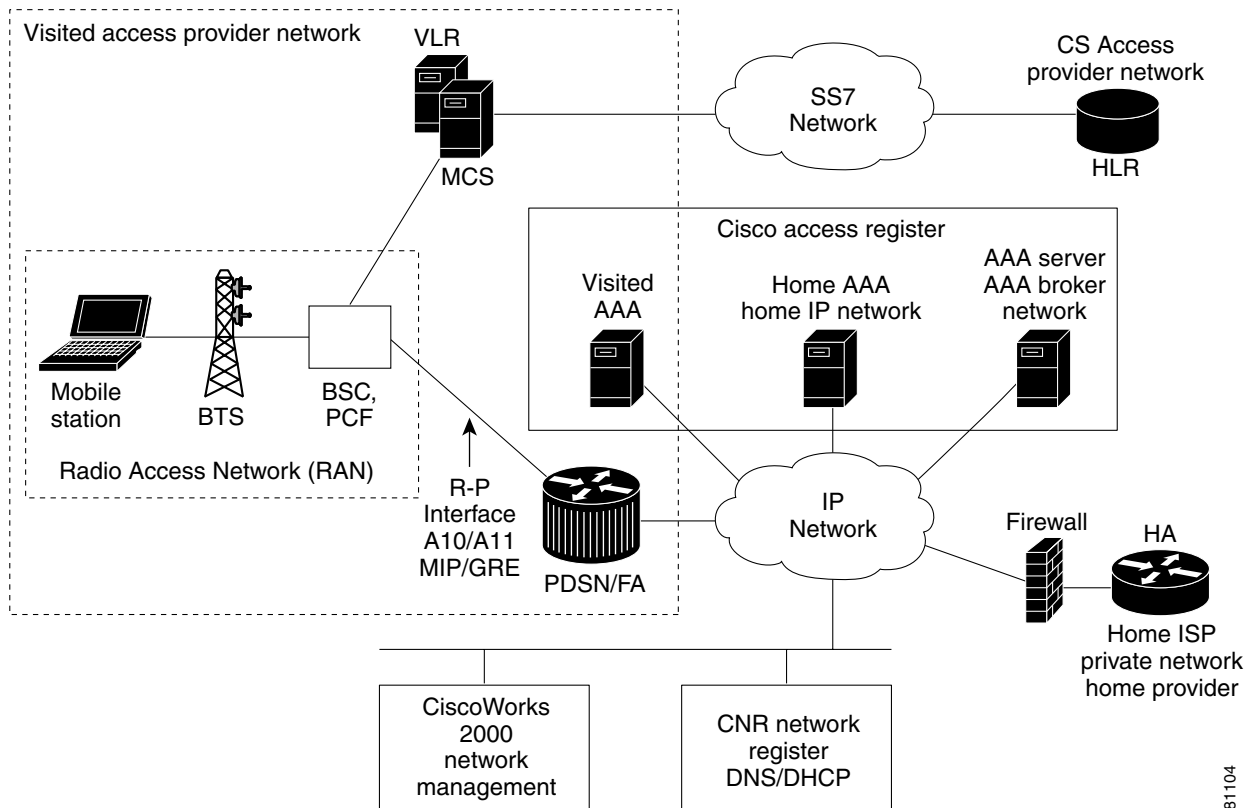 Visited access provider network
VLR
MCS
SS7
Network
CS Access
provider network
HLR
Cisco access register
Visited
AAA
Home AAA
home IP network
AAA server
AAA broker
network
Mobile
station
BTS
BSC,
PCF
Radio Access Network (RAN)
R-P
Interface
A10/A11
MIP/GRE
PDSN/FA
IP
Network
Firewall
HA
Home ISP
private network
home provider
CiscoWorks
2000
network
management
CNR network
register
DNS/DHCP
81104